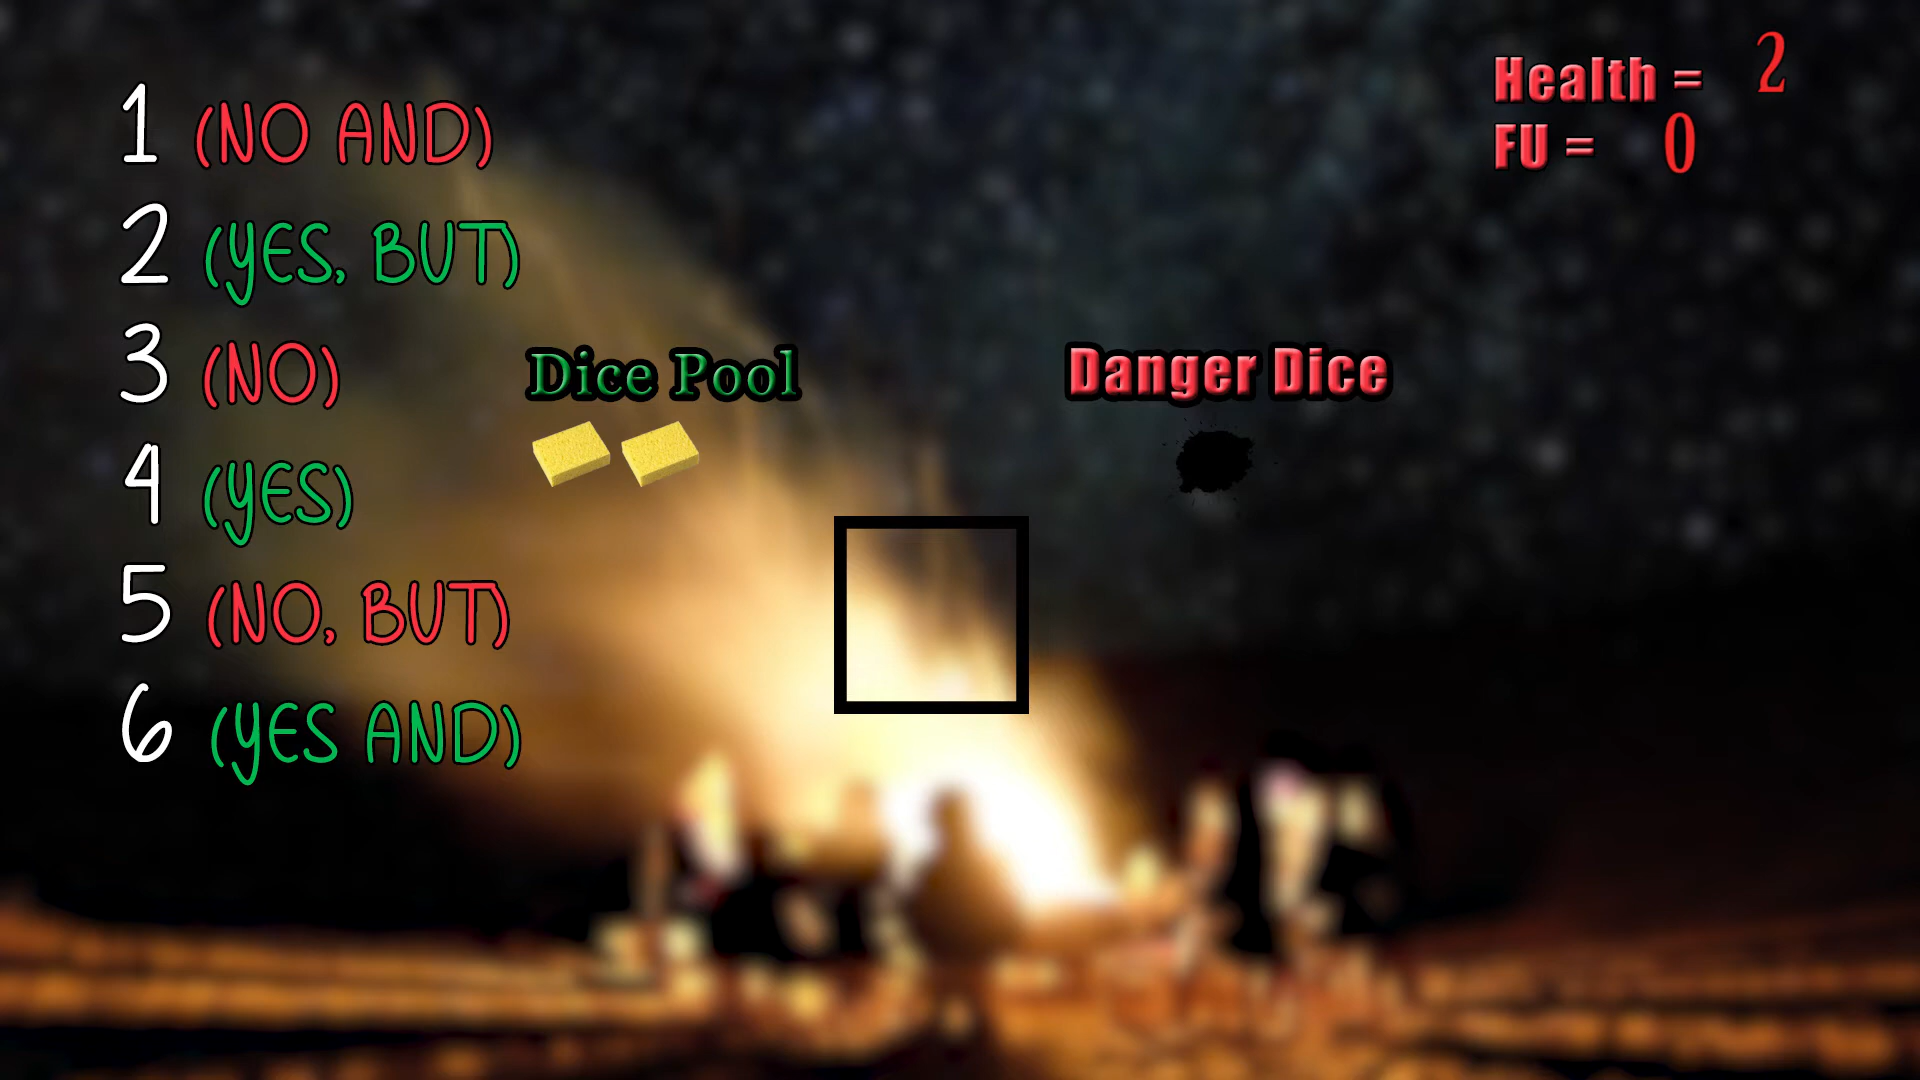 1 (NO AND)
2 (YES, BUT)
3 (NO)
4 (YES)
5 (NO, BUT)
6 (YES AND)
Dice Pool
Danger Dice
Health = 2
FU = 0